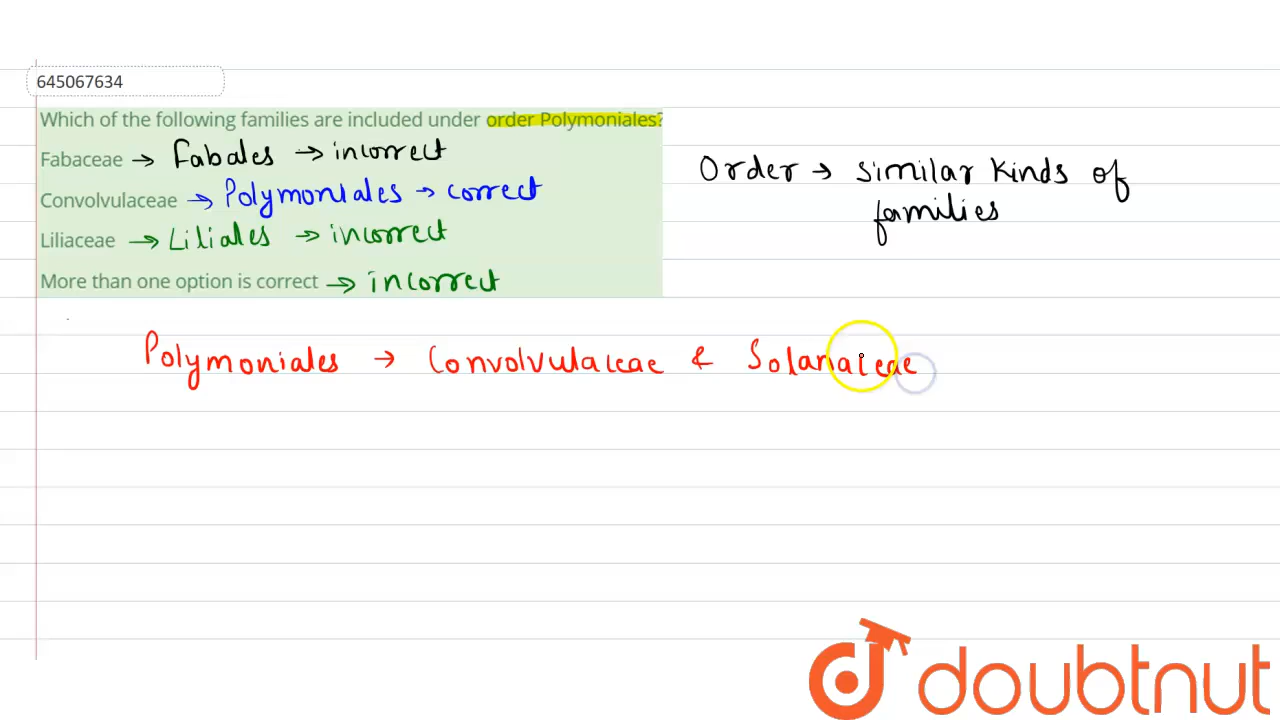 645067634
Which of the following families are included under order Polymoniales?
Fabaceae → Fabales → incorrect
Convolvulaceae → Polymoniales → correct
Liliaceae → Liliales → incorrect
More than one option is correct → incorrect
Order → similar kinds of
families
Polymoniales → Convolvulaceae & Solanaceae
doubtnut